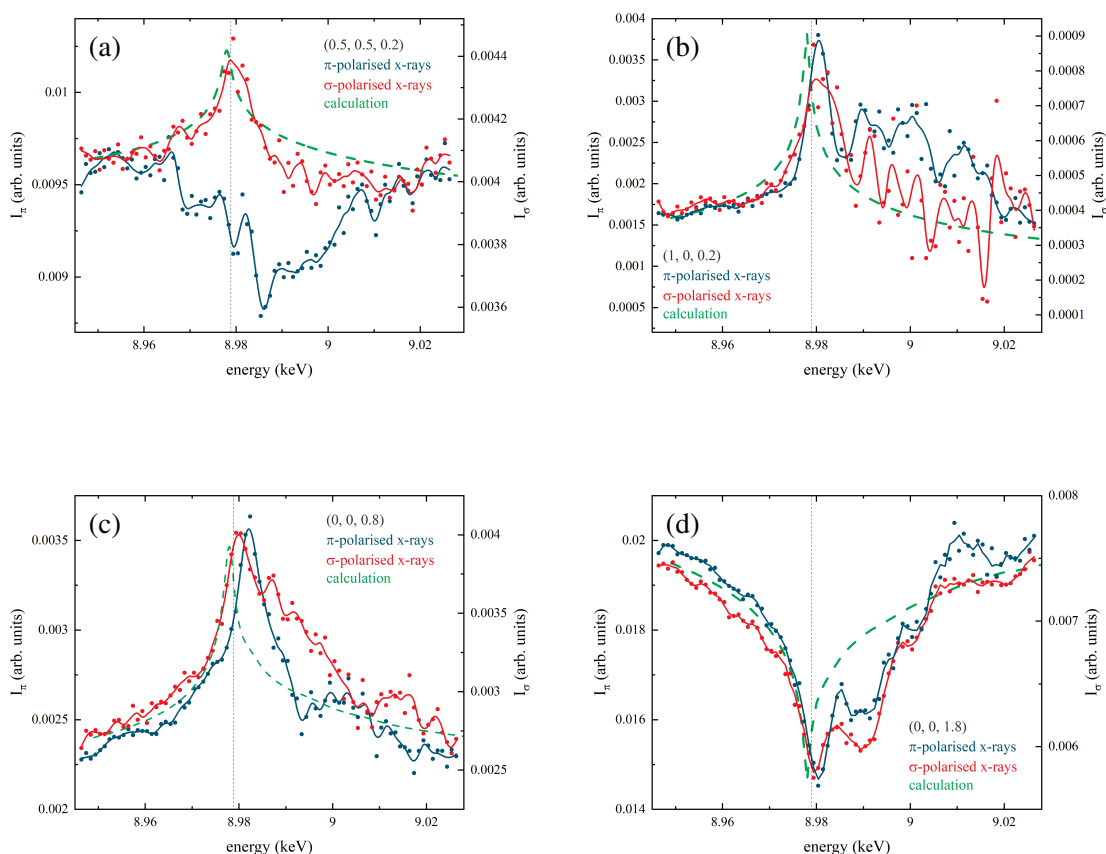 (a)
(0.5, 0.5, 0.2)
π-polarised x-rays
σ-polarised x-rays
calculation
0.01
0.0095
0.009
I_π (arb. units)
0.0044
0.0042
0.004
0.0038
0.0036
I_σ (arb. units)
8.96
8.98
9
9.02
energy (keV)
(b)
0.004
0.0035
0.003
0.0025
0.002
0.0015
0.001
0.0005
I_π (arb. units)
(1, 0, 0.2)
π-polarised x-rays
σ-polarised x-rays
calculation
0.0009
0.0008
0.0007
0.0006
0.0005
0.0004
0.0003
0.0002
0.0001
I_σ (arb. units)
8.96
8.98
9
9.02
energy (keV)
(c)
(0, 0, 0.8)
π-polarised x-rays
σ-polarised x-rays
calculation
0.0035
0.003
0.0025
0.002
I_π (arb. units)
0.004
0.0035
0.003
0.0025
I_σ (arb. units)
8.96
8.98
9
9.02
energy (keV)
(d)
0.02
0.018
0.016
0.014
I_π (arb. units)
(0, 0, 1.8)
π-polarised x-rays
σ-polarised x-rays
calculation
0.008
0.007
0.006
I_σ (arb. units)
8.96
8.98
9
9.02
energy (keV)